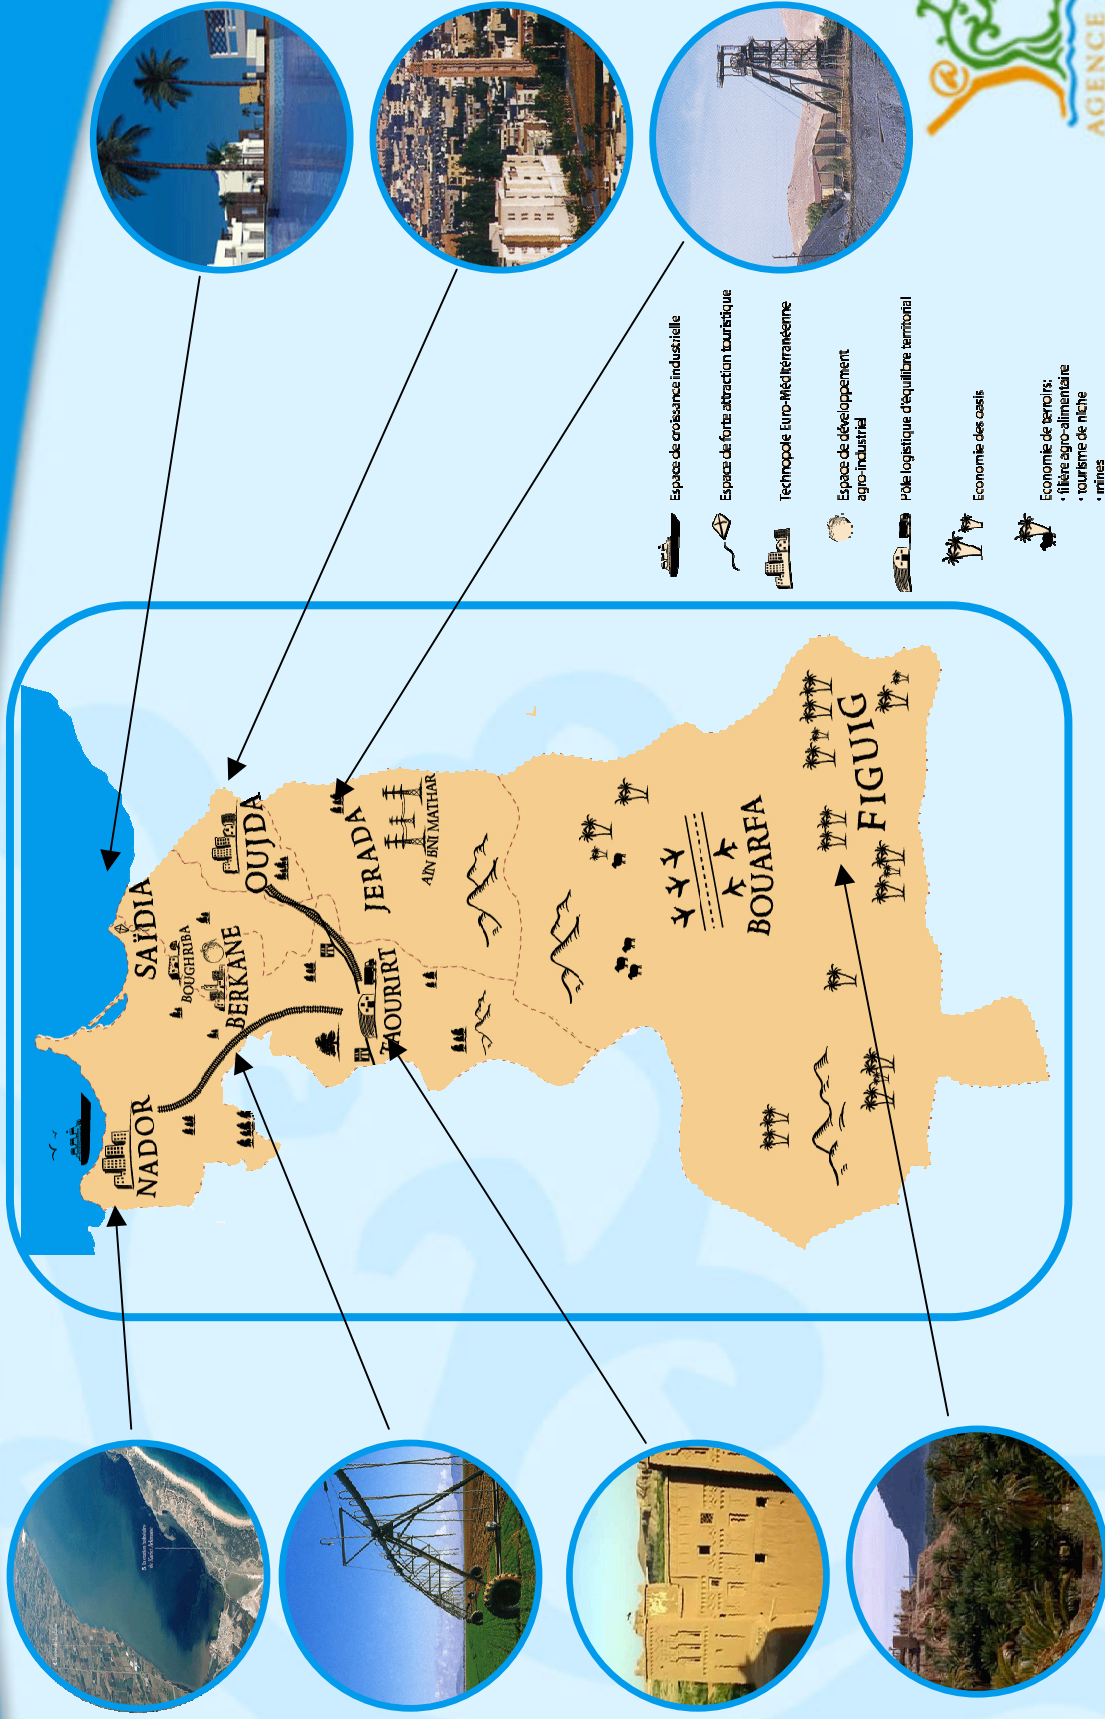 NADOR
SAÏDIA
BOUGHRIBA
BERKANE
OUJDA
TAOURIRT
JERADA
AIN BNI MATHAR
BOUARFA
FIGUIG
Espace de croissance industrielle
Espace de forte attraction touristique
Technopole Euro-Méditérranéenne
Espace de développement
agro-industriel
Pôle logistique d'équilibre territorial
Economie des oasis
Economie de terroirs:
• filière agro-alimentaire
• tourisme de niche
• mines
AGENCE